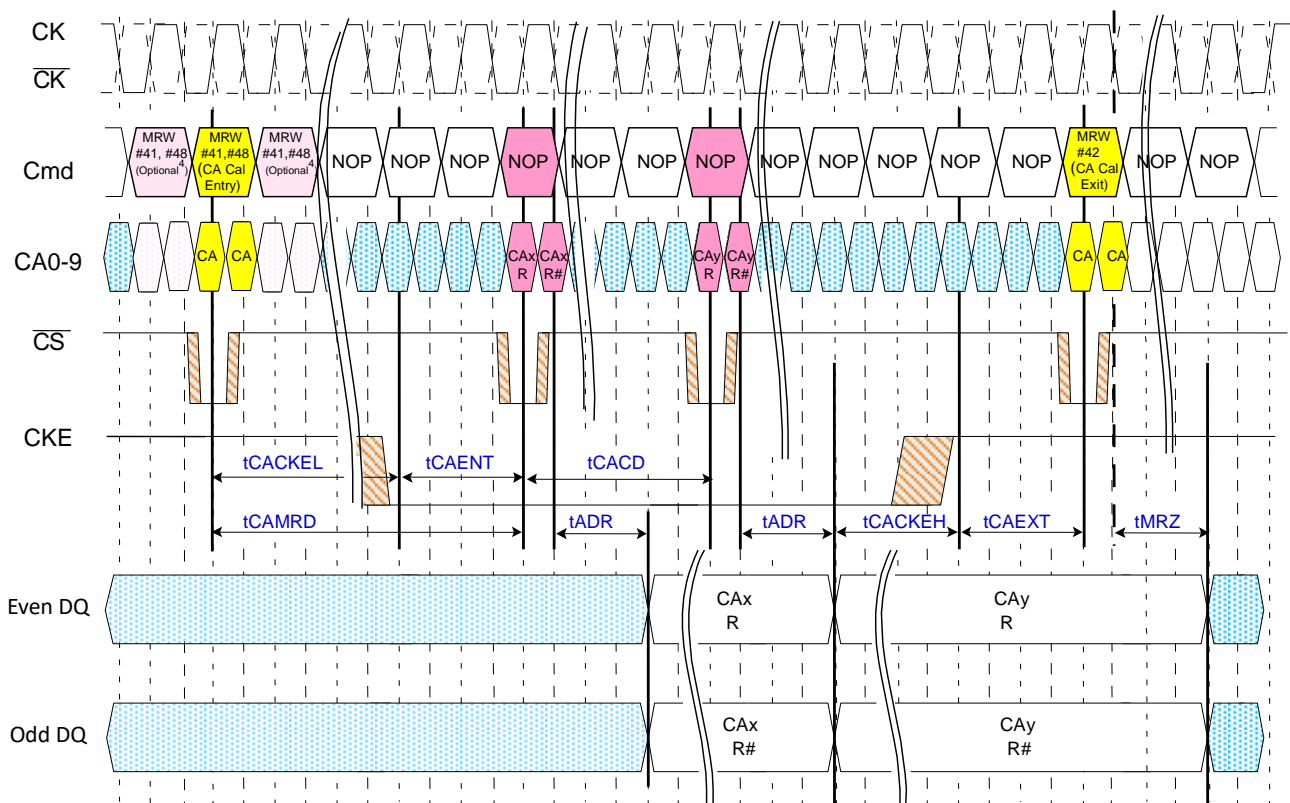 CK
CK
Cmd
MRW
#41, #48
(Optional4)
MRW
#41,#48
(CA Cal
Entry)
MRW
#41,#48
(Optional4)
NOP
NOP
NOP
NOP
NOP
NOP
NOP
NOP
NOP
NOP
NOP
NOP
MRW
#42
(CA Cal
Exit)
NOP
NOP
CA0-9
CA
CA
CAx
R
CAx
R#
CAy
R
CAy
R#
CA
CA
CS
CKE
tCACKEL
tCAENT
tCACD
tCAMRD
tADR
tADR
tCACKEH
tCAEXT
tMRZ
Even DQ
CAx
R
CAy
R
Odd DQ
CAx
R#
CAy
R#